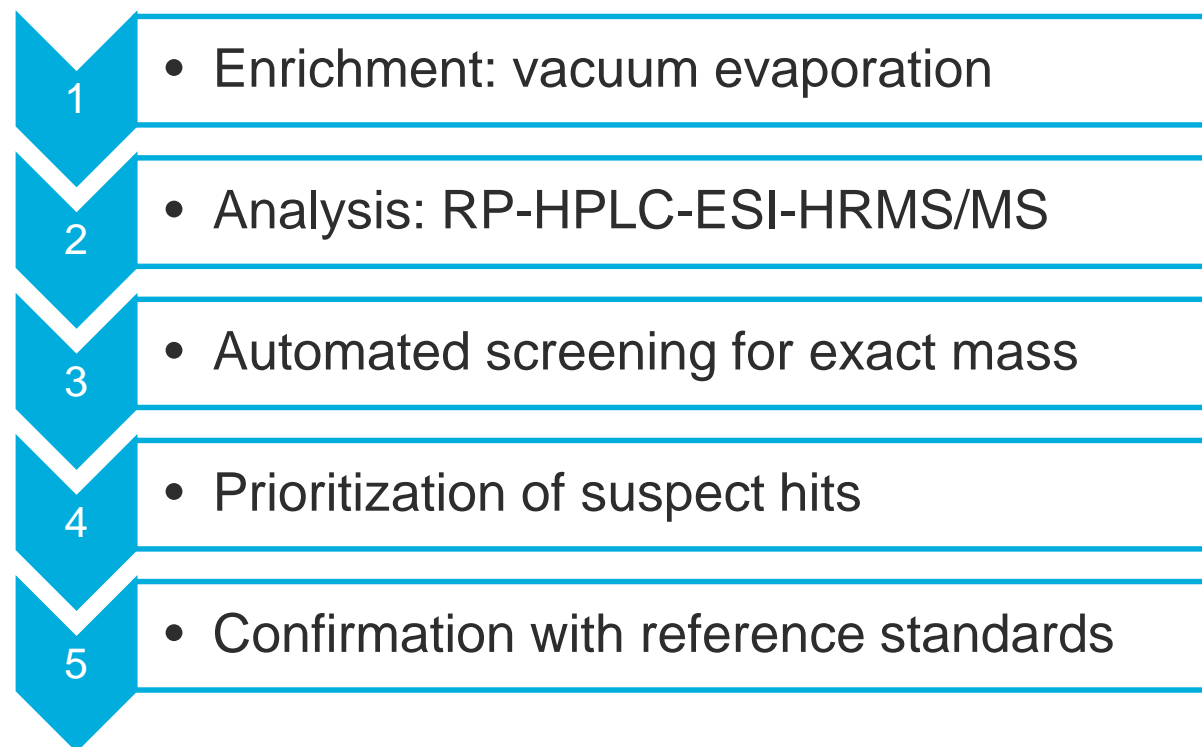 1
• Enrichment: vacuum evaporation
2
• Analysis: RP-HPLC-ESI-HRMS/MS
3
• Automated screening for exact mass
4
• Prioritization of suspect hits
5
• Confirmation with reference standards